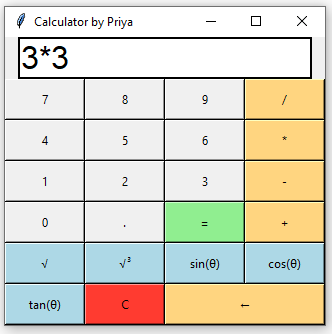 Calculator by Priya
3*3
7 8 9 /
4 5 6 *
1 2 3 -
0 . = +
√ √³ sin(θ) cos(θ)
tan(θ) C ←